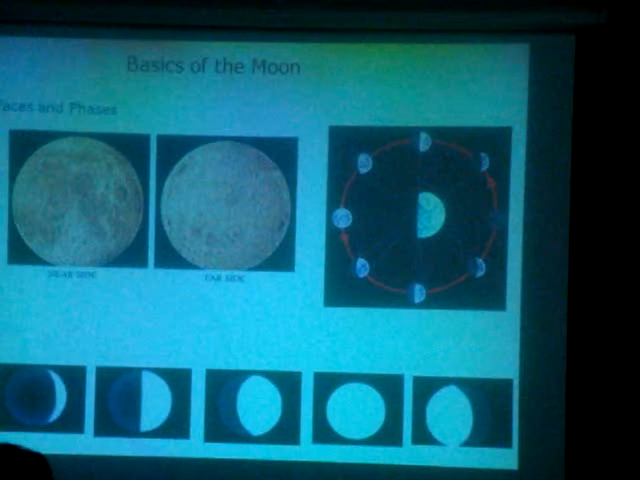 Basics of the Moon
Faces and Phases
NEAR SIDE
FAR SIDE